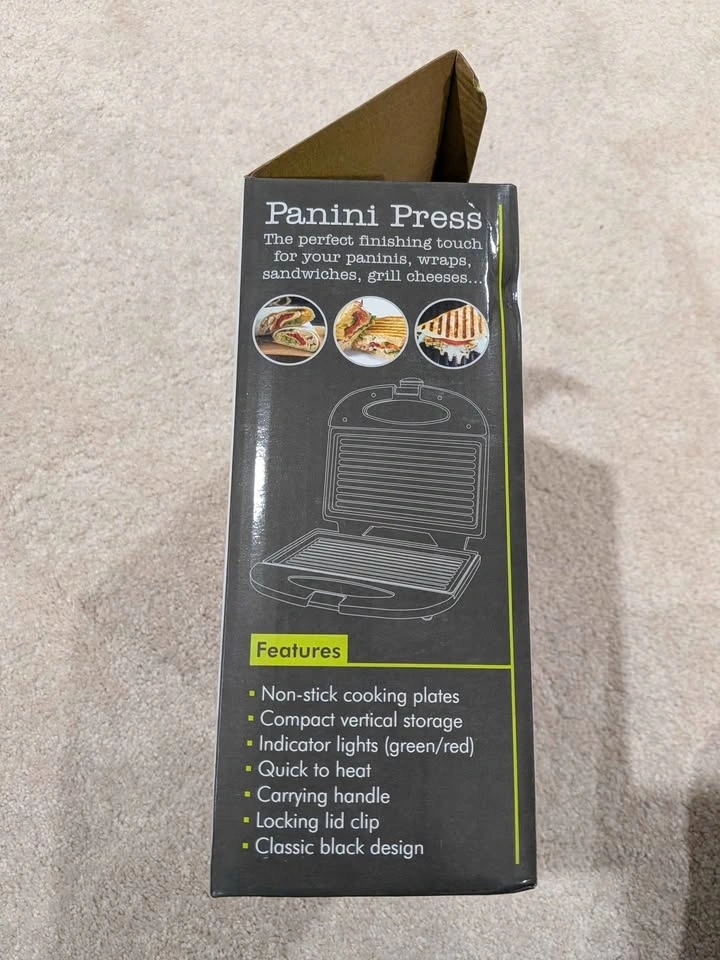 Panini Press
The perfect finishing touch
for your paninis, wraps,
sandwiches, grill cheeses...
Features
▪ Non-stick cooking plates
▪ Compact vertical storage
▪ Indicator lights (green/red)
▪ Quick to heat
▪ Carrying handle
▪ Locking lid clip
▪ Classic black design